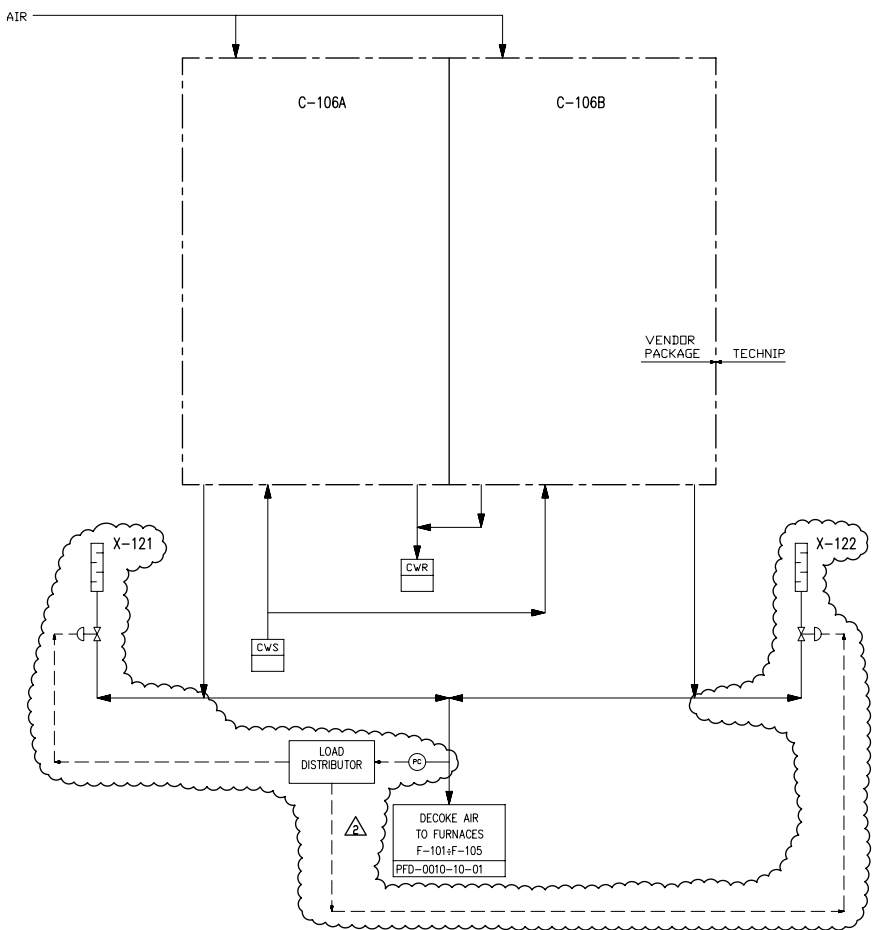 AIR
C-106A
C-106B
VENDOR
PACKAGE
TECHNIP
X-121
X-122
CWR
CWS
LOAD
DISTRIBUTOR
PC
2
DECOKE AIR
TO FURNACES
F-101÷F-105
PFD-0010-10-01